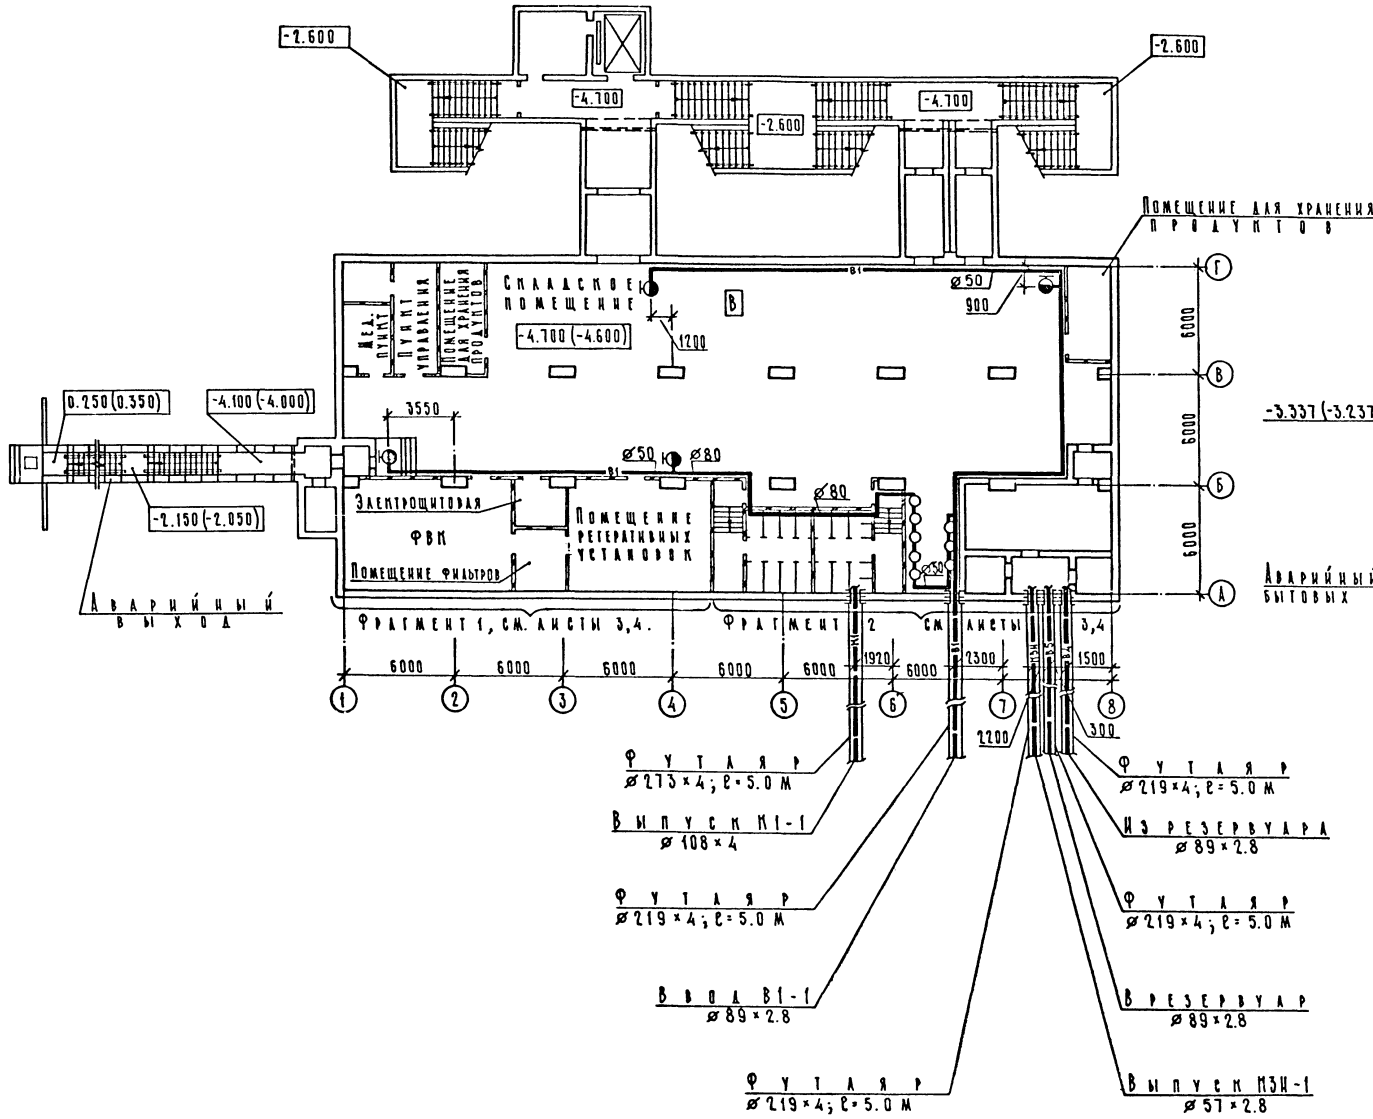 -2.600
-2.600
-4.700
-4.700
-2.600
Помещение для хранения
продуктов
Складское
помещение
В
В1
ø50
900
Г
-4.700(-4.600)
1200
Мед.
пункт
Пункт
управления
Помещение
для хранения
продуктов
6000
В
0.250(0.350)
-4.100(-4.000)
3550
-3.337(-3.237
6000
ø50
ø80
В1
Б
-2.150(-2.050)
Электрощитовая
ø80
ФВК
Помещение
регеративных
установок
6000
Помещение фильтров
ø50
Аварийный
выход
Аварийный
бытовых
А
Фрагмент 1, см. листы 3,4.
Фрагмент 2 см листы 3,4
К1
В1
К3Н
В5
В4
6000
6000
6000
6000
6000
1920
6000
2300
1500
1
2
3
4
5
6
7
8
2200
300
Футляр
ø273×4; ℓ=5.0 м
Футляр
ø219×4; ℓ=5.0 м
Выпуск К1-1
ø108×4
Из резервуара
ø89×2.8
Футляр
ø219×4; ℓ=5.0 м
Футляр
ø219×4; ℓ=5.0 м
Ввод В1-1
ø89×2.8
В резервуар
ø89×2.8
Футляр
ø219×4; ℓ=5.0 м
Выпуск К3Н-1
ø57×2.8